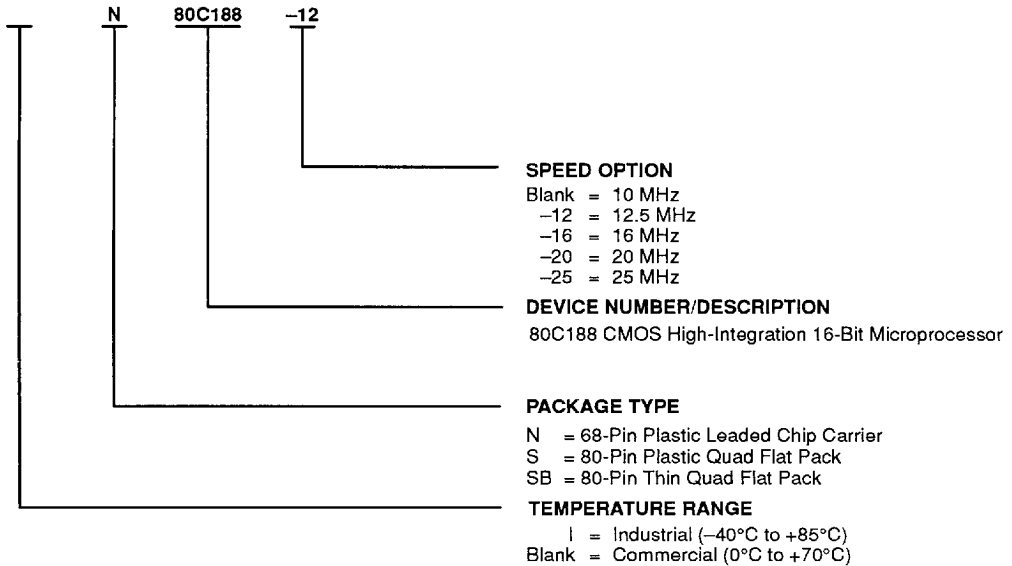 N 80C188 –12
SPEED OPTION
Blank = 10 MHz
–12 = 12.5 MHz
–16 = 16 MHz
–20 = 20 MHz
–25 = 25 MHz
DEVICE NUMBER/DESCRIPTION
80C188 CMOS High-Integration 16-Bit Microprocessor
PACKAGE TYPE
N = 68-Pin Plastic Leaded Chip Carrier
S = 80-Pin Plastic Quad Flat Pack
SB = 80-Pin Thin Quad Flat Pack
TEMPERATURE RANGE
I = Industrial (–40°C to +85°C)
Blank = Commercial (0°C to +70°C)